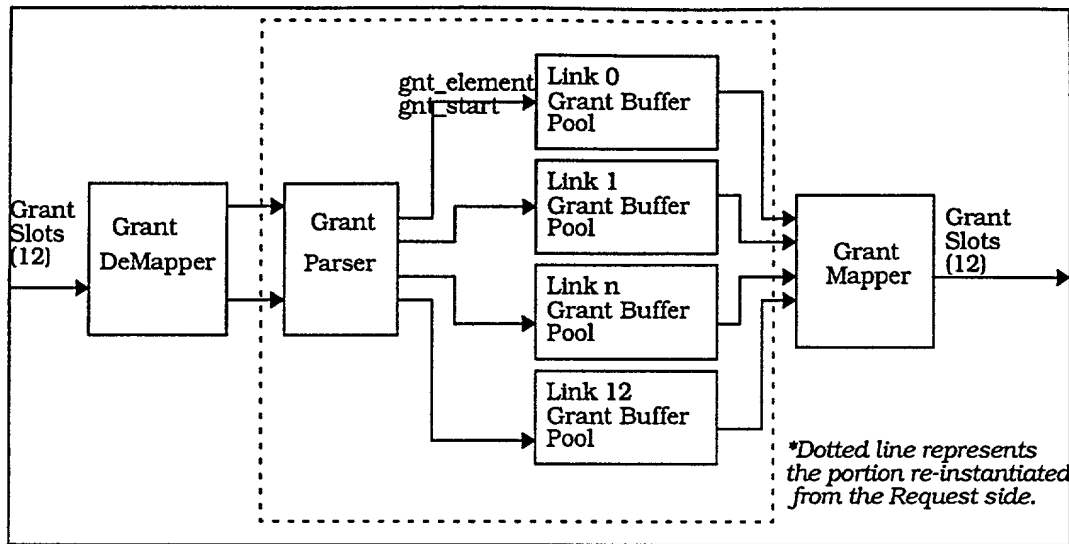 gnt_element
gnt_start
Link 0
Grant Buffer
Pool
Link 1
Grant Buffer
Pool
Link n
Grant Buffer
Pool
Link 12
Grant Buffer
Pool
Grant
Slots
(12)
Grant
DeMapper
Grant
Parser
Grant
Mapper
Grant
Slots
(12)
*Dotted line represents
the portion re-instantiated
from the Request side.